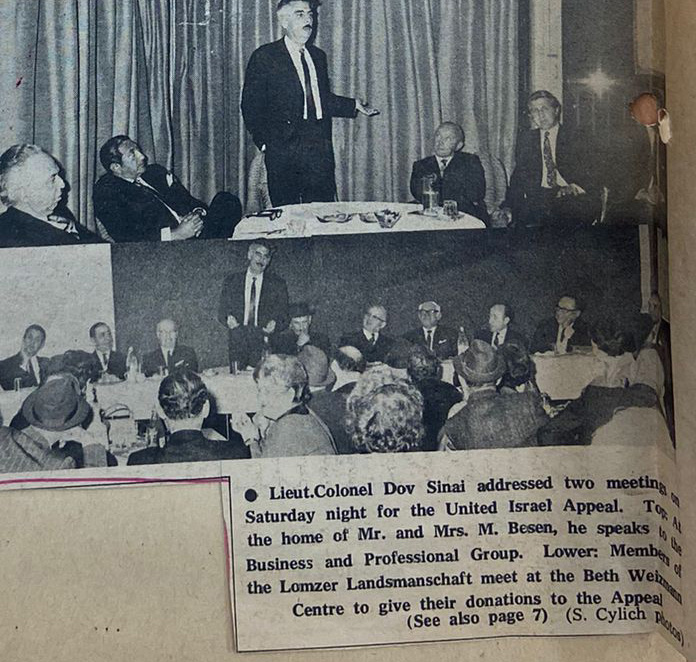 ● Lieut.Colonel Dov Sinai addressed two meetings on
Saturday night for the United Israel Appeal. Top: At
the home of Mr. and Mrs. M. Besen, he speaks to the
Business and Professional Group. Lower: Members of
the Lomzer Landsmanschaft meet at the Beth Weizmann
Centre to give their donations to the Appeal
(See also page 7) (S. Cylich photos)